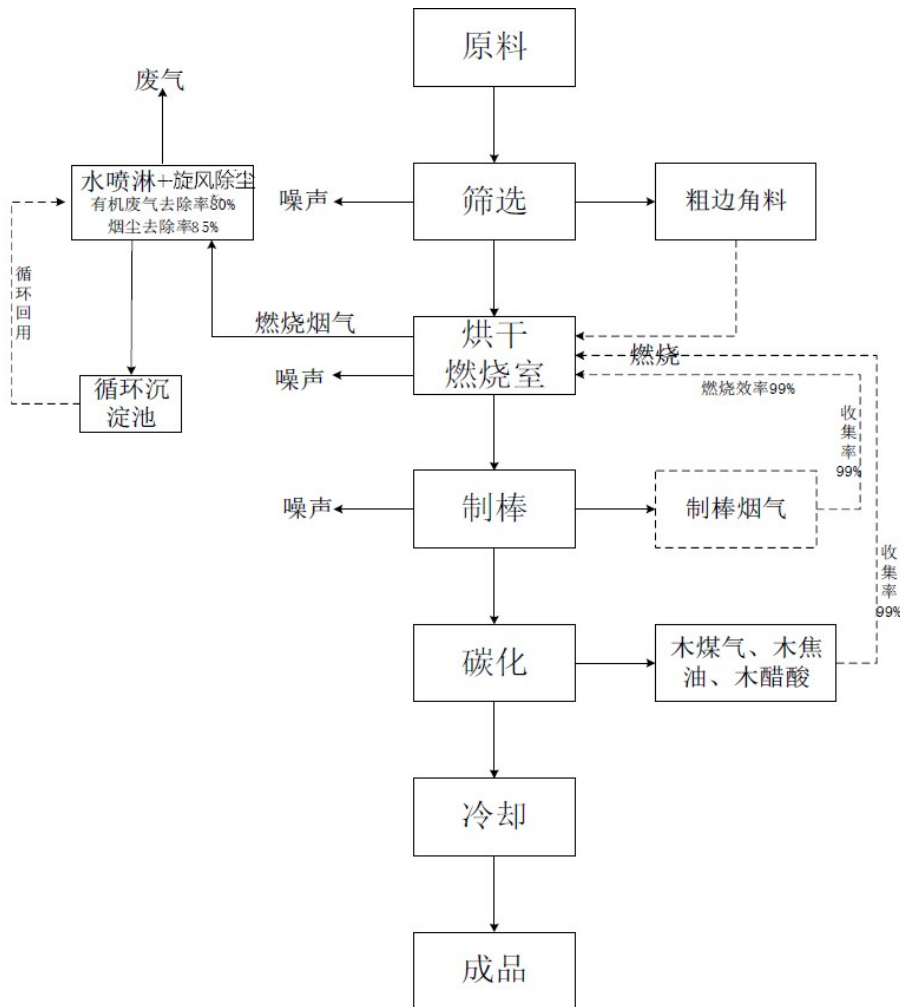 原料
废气
水喷淋+旋风除尘
有机废气去除率80%
烟尘去除率85%
噪声
筛选
粗边角料
循环回用
燃烧烟气
烘干
燃烧室
燃烧
燃烧效率99%
噪声
循环沉
淀池
收集率
99%
噪声
制棒
制棒烟气
收集率
99%
碳化
木煤气、木焦
油、木醋酸
冷却
成品